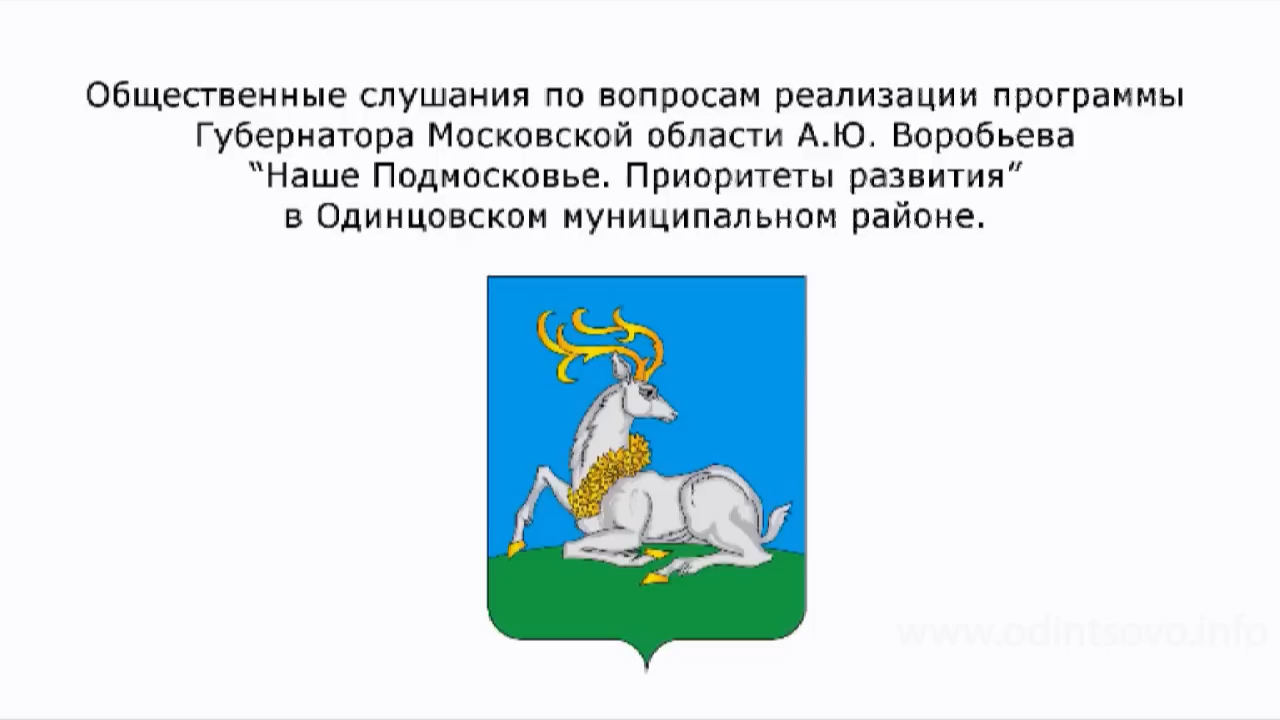 Общественные слушания по вопросам реализации программы
Губернатора Московской области А.Ю. Воробьева
“Наше Подмосковье. Приоритеты развития”
в Одинцовском муниципальном районе.
www.odintsovo.info